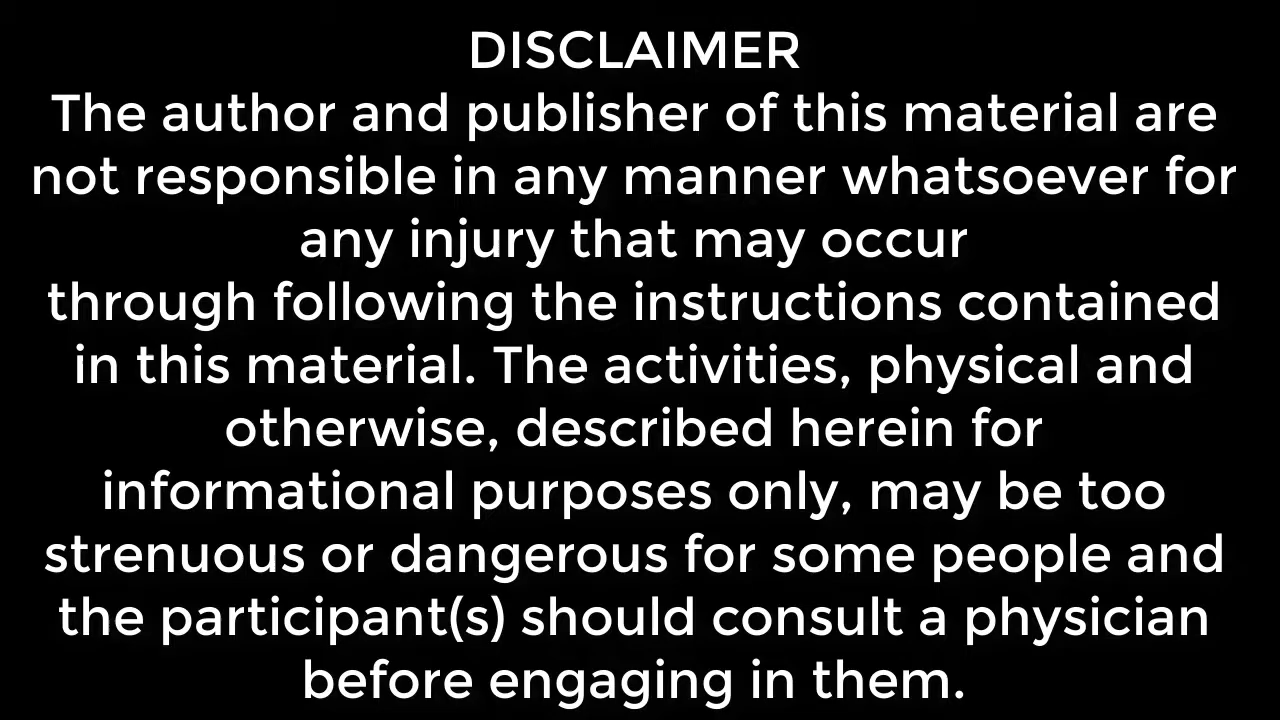 DISCLAIMER
The author and publisher of this material are
not responsible in any manner whatsoever for
any injury that may occur
through following the instructions contained
in this material. The activities, physical and
otherwise, described herein for
informational purposes only, may be too
strenuous or dangerous for some people and
the participant(s) should consult a physician
before engaging in them.